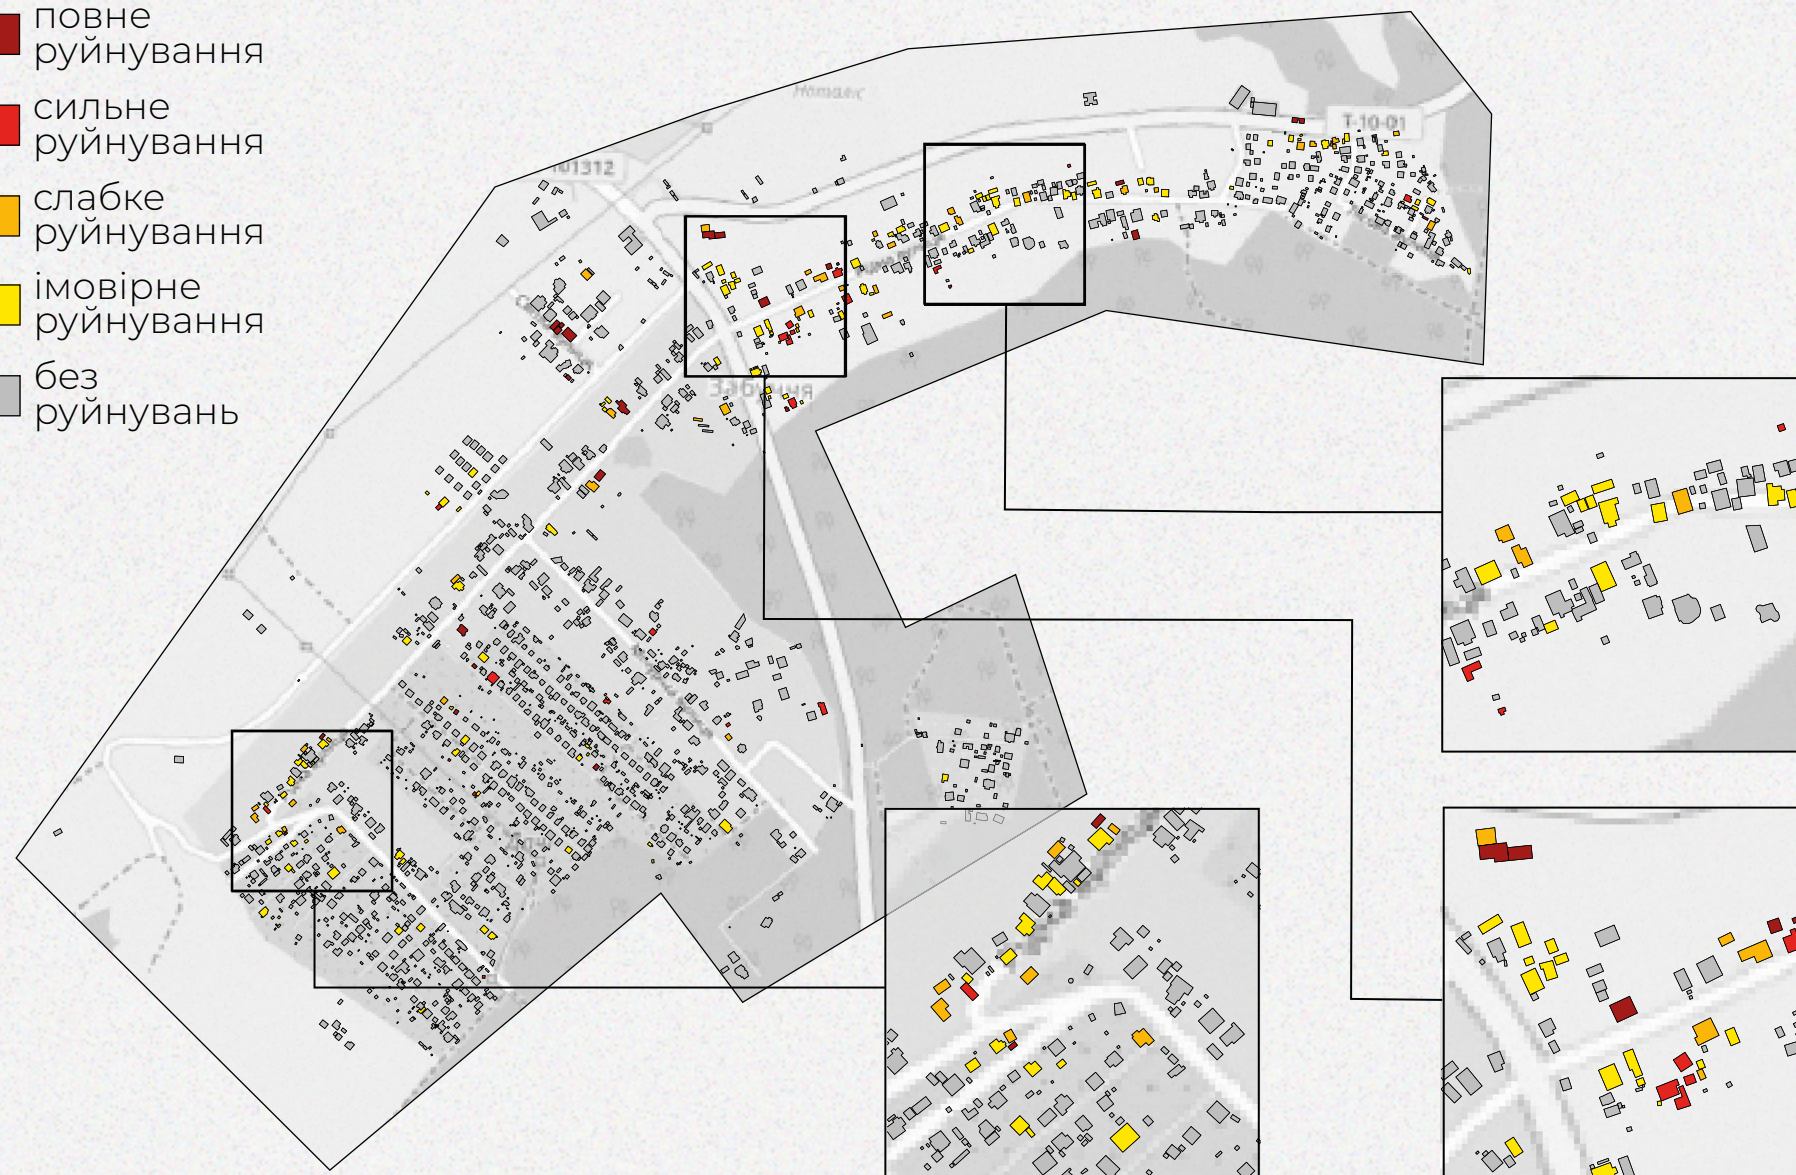 повне
руйнування
сильне
руйнування
слабке
руйнування
імовірне
руйнування
без
руйнувань
Т-10-01